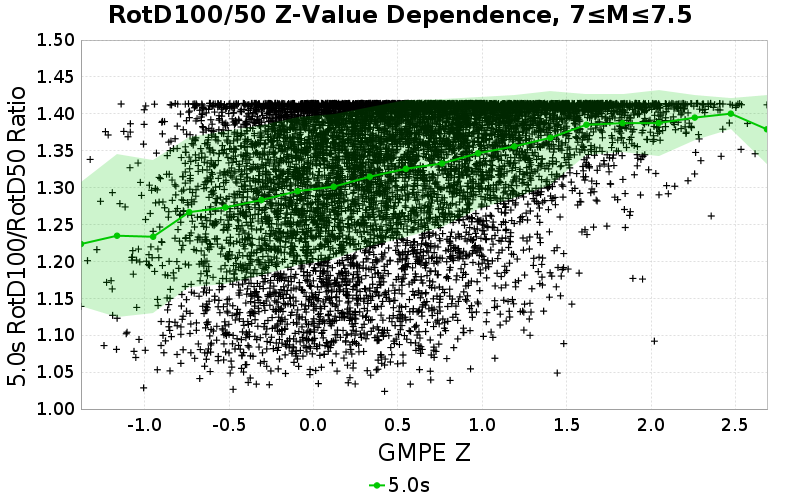 RotD100/50 Z-Value Dependence, 7≤M≤7.5
5.0s RotD100/RotD50 Ratio
1.50
1.45
1.40
1.35
1.30
1.25
1.20
1.15
1.10
1.05
1.00
-1.0 -0.5 0.0 0.5 1.0 1.5 2.0 2.5
GMPE Z
5.0s